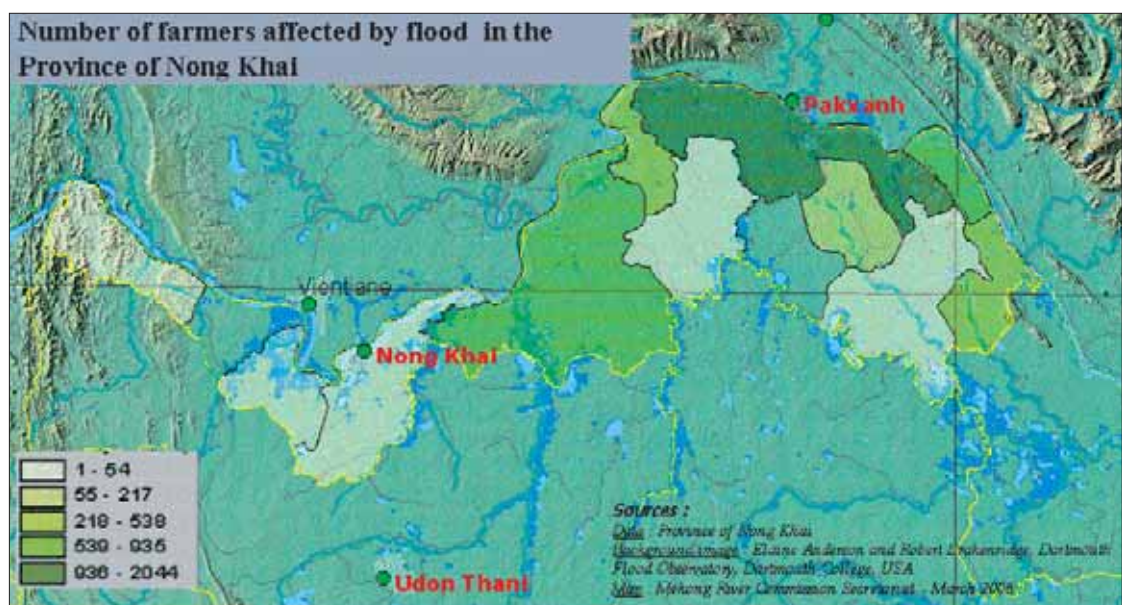 Number of farmers affected by flood in the
Province of Nong Khai
Pakxanh
Vientiane
Nong Khai
1 - 54
55 - 217
218 - 538
539 - 935
936 - 2044
Udon Thani
Sources :
Data : Province of Nong Khai
Background image : Elaine Anderson and Robert Brakenridge, Dartmouth
Flood Observatory, Dartmouth College, USA
Map : Mekong River Commission Secretariat - March